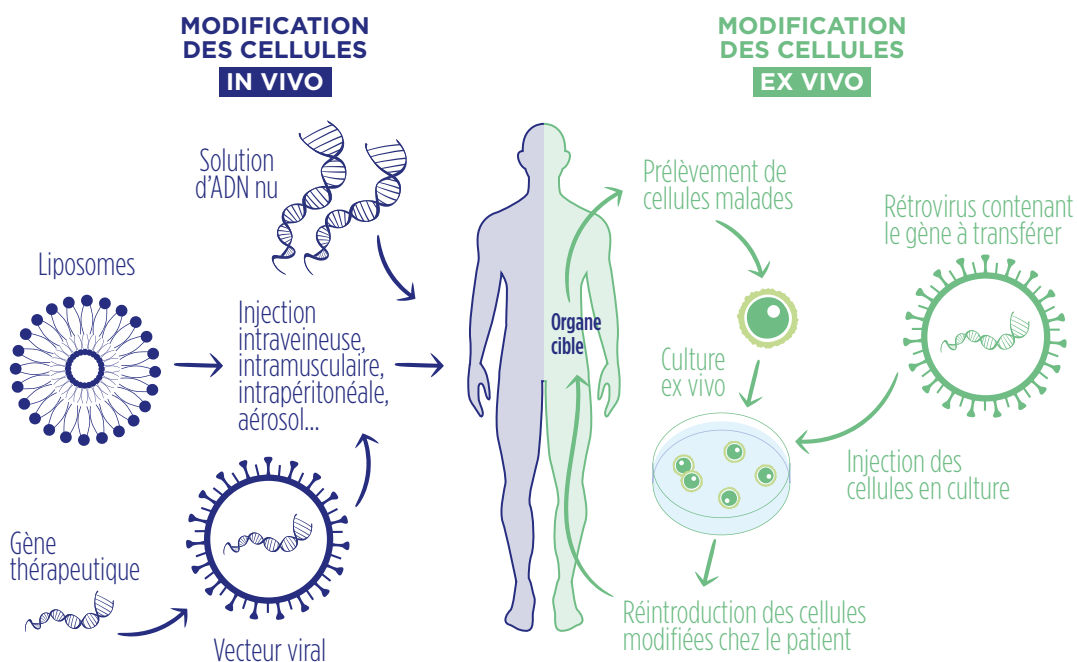 MODIFICATION
DES CELLULES
IN VIVO
Solution
d'ADN nu
Liposomes
Injection
intraveineuse,
intramusculaire,
intrapéritonéale,
aérosol...
Gène
thérapeutique
Vecteur viral
Organe
cible
MODIFICATION
DES CELLULES
EX VIVO
Prélèvement de
cellules malades
Rétrovirus contenant
le gène à transférer
Culture
ex vivo
Injection des
cellules en culture
Réintroduction des cellules
modifiées chez le patient